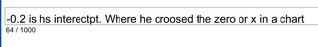 -0.2 is hs interectpt. Where he croosed the zero or x in a chart
64 / 1000